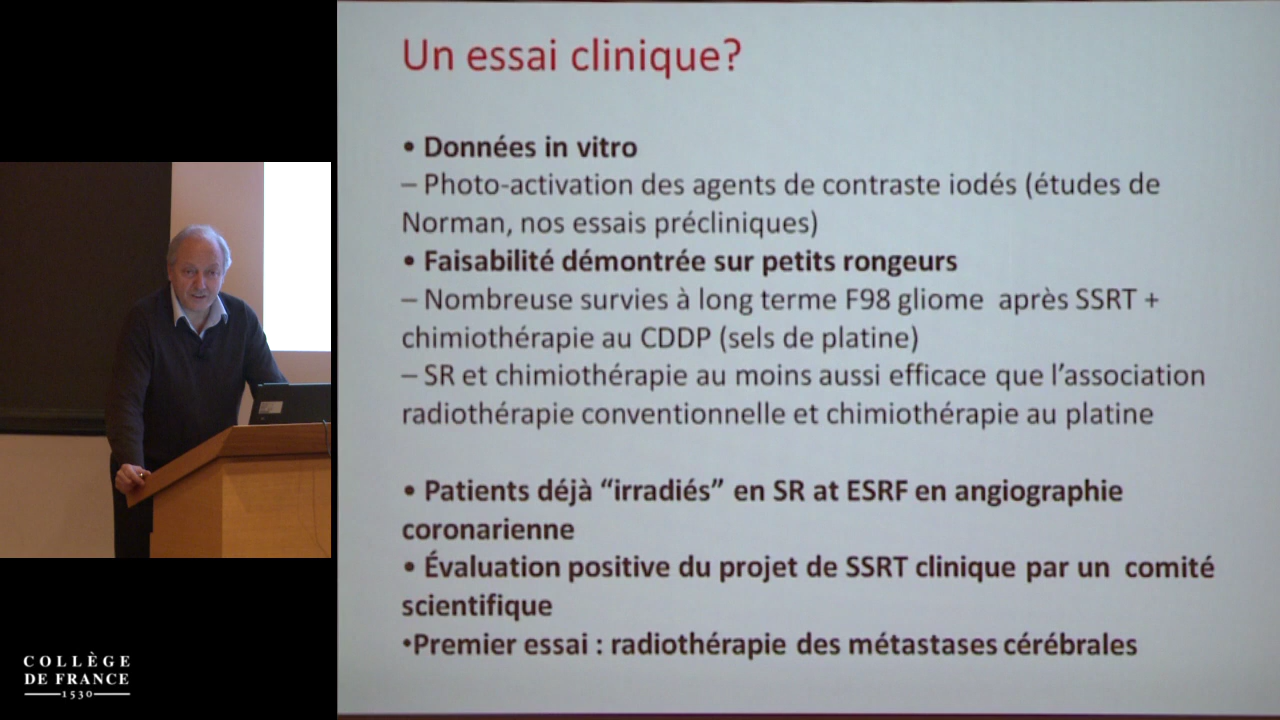 Un essai clinique?
• Données in vitro
– Photo-activation des agents de contraste iodés (études de
Norman, nos essais précliniques)
• Faisabilité démontrée sur petits rongeurs
– Nombreuse survies à long terme F98 gliome après SSRT +
chimiothérapie au CDDP (sels de platine)
– SR et chimiothérapie au moins aussi efficace que l’association
radiothérapie conventionnelle et chimiothérapie au platine
• Patients déjà “irradiés” en SR at ESRF en angiographie
coronarienne
• Évaluation positive du projet de SSRT clinique par un comité
scientifique
•Premier essai : radiothérapie des métastases cérébrales
COLLÈGE
DE FRANCE
1530